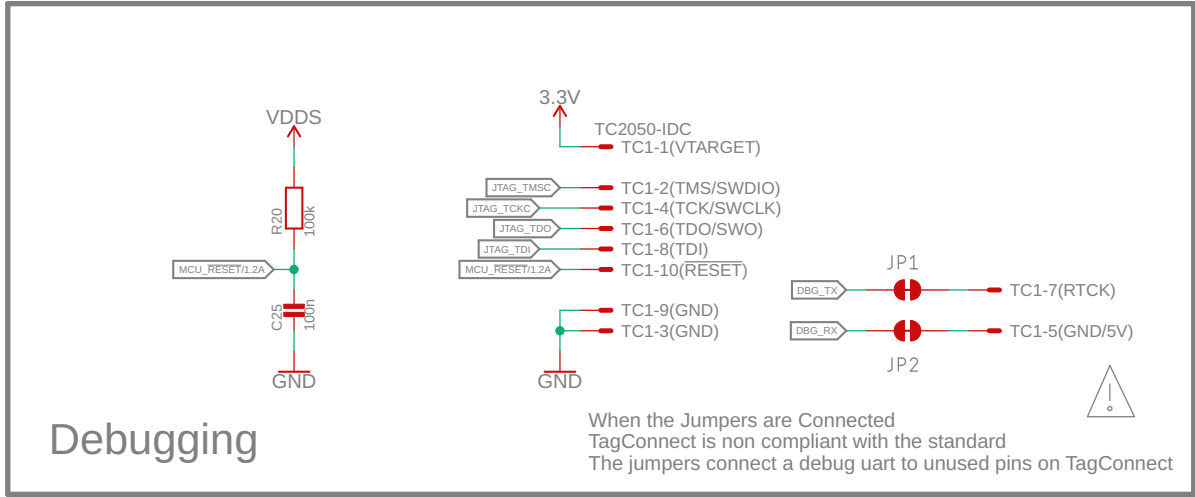 VDDS
R20
100k
MCU_RESET/1.2A
C25
100n
GND
3.3V
TC2050-IDC
TC1-1(VTARGET)
JTAG_TMSC
TC1-2(TMS/SWDIO)
JTAG_TCKC
TC1-4(TCK/SWCLK)
JTAG_TDO
TC1-6(TDO/SWO)
JTAG_TDI
TC1-8(TDI)
MCU_RESET/1.2A
TC1-10(RESET)
TC1-9(GND)
TC1-3(GND)
GND
JP1
DBG_TX
TC1-7(RTCK)
DBG_RX
TC1-5(GND/5V)
JP2
Debugging
When the Jumpers are Connected
TagConnect is non compliant with the standard
The jumpers connect a debug uart to unused pins on TagConnect